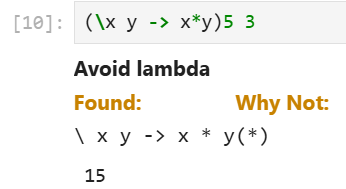 [10]: (\x y -> x*y)5 3
Avoid lambda
Found: Why Not:
\ x y -> x * y(*)
15